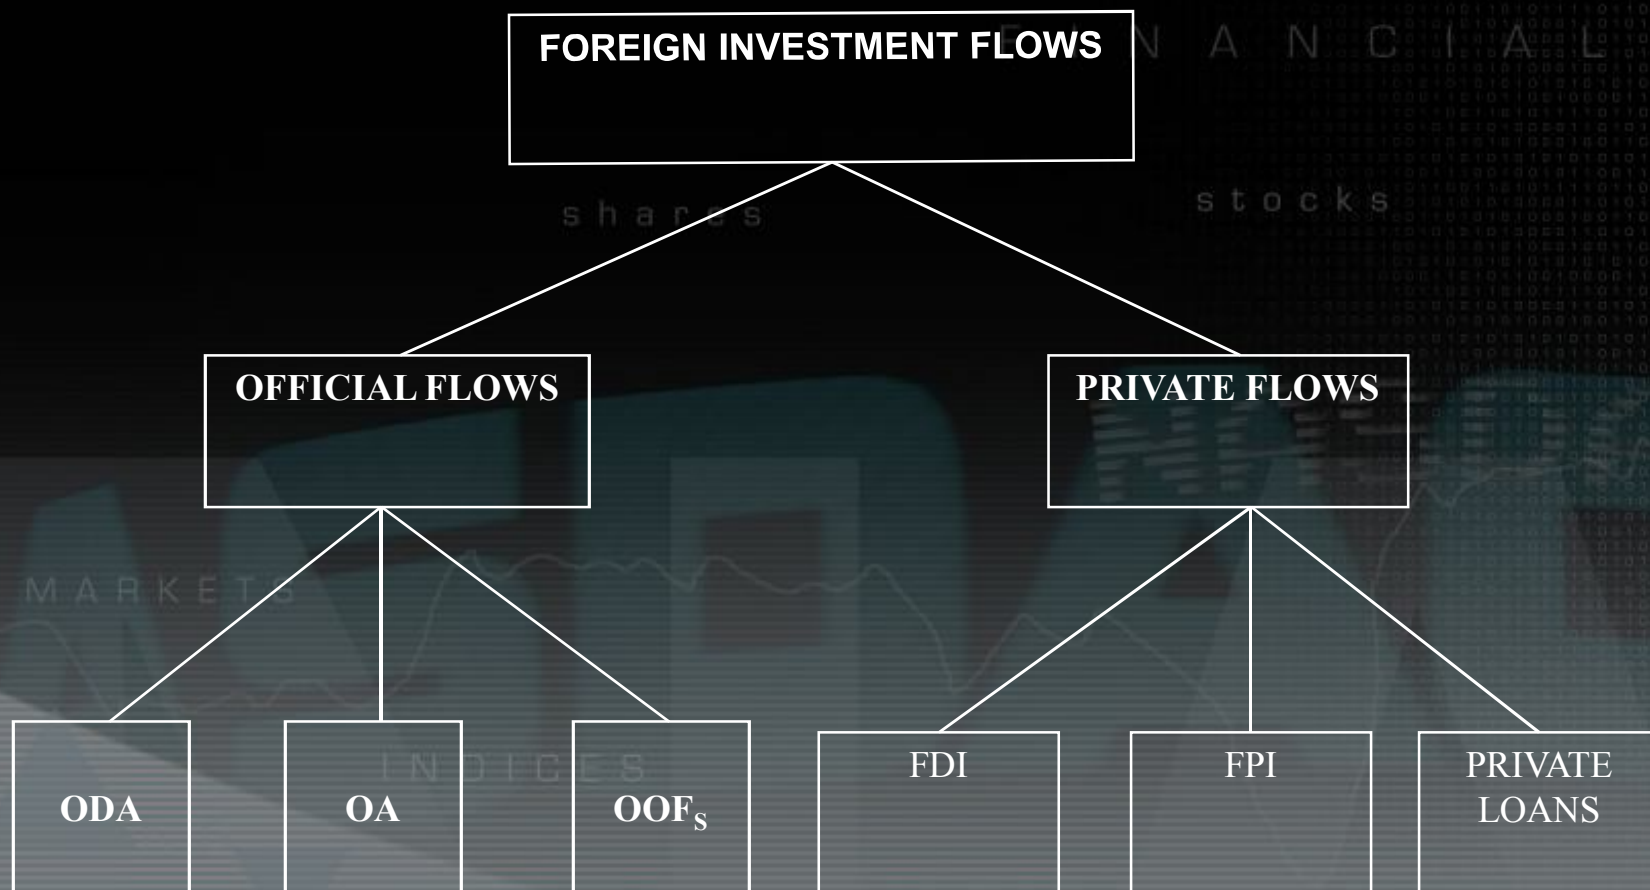 FINANCIAL
FOREIGN INVESTMENT FLOWS
shares
stocks
OFFICIAL FLOWS
PRIVATE FLOWS
MARKETS
INDICES
ODA
OA
OOFS
FDI
FPI
PRIVATE
LOANS